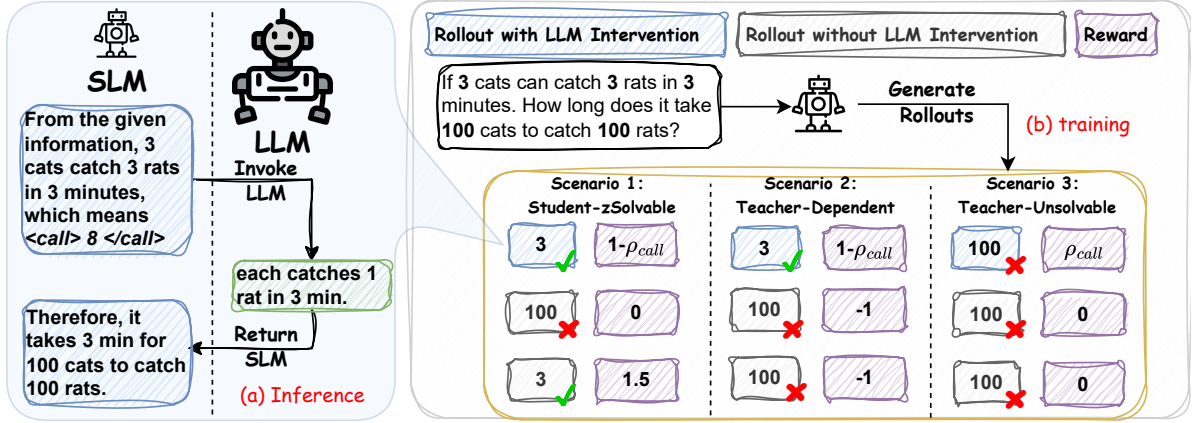 SLM
From the given
information, 3
cats catch 3 rats
in 3 minutes,
which means
<call> 8 </call>
LLM
Invoke
LLM
each catches 1
rat in 3 min.
Return
SLM
Therefore, it
takes 3 min for
100 cats to catch
100 rats.
(a) Inference
Rollout with LLM Intervention
Rollout without LLM Intervention
Reward
If 3 cats can catch 3 rats in 3
minutes. How long does it take
100 cats to catch 100 rats?
Generate
Rollouts
(b) training
Scenario 1:
Student-zSolvable
3
1-ρcall
100
0
3
1.5
Scenario 2:
Teacher-Dependent
3
1-ρcall
100
-1
100
-1
Scenario 3:
Teacher-Unsolvable
100
ρcall
100
0
100
0